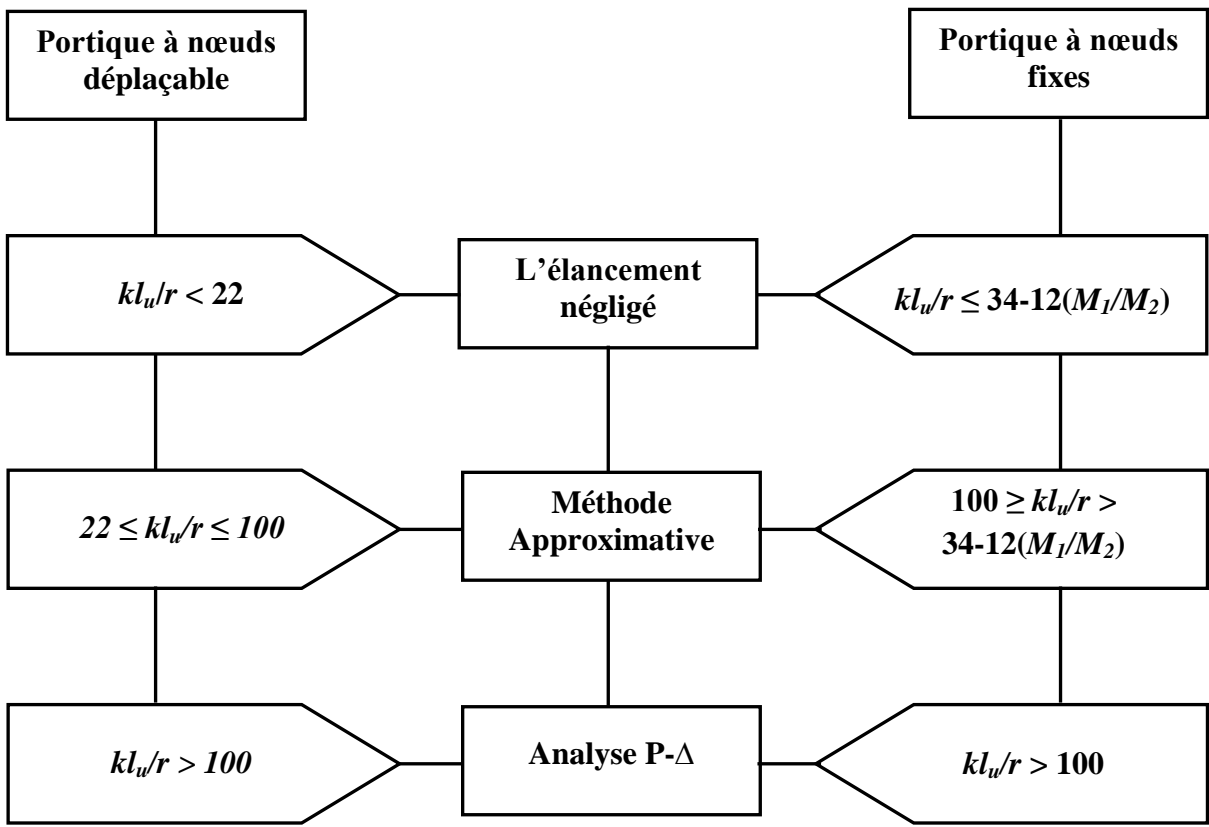 Portique à nœuds
déplaçable
Portique à nœuds
fixes
kl_u/r < 22
L’élancement
négligé
kl_u/r ≤ 34-12(M_1/M_2)
22 ≤ kl_u/r ≤ 100
Méthode
Approximative
100 ≥ kl_u/r >
34-12(M_1/M_2)
kl_u/r > 100
Analyse P-Δ
kl_u/r > 100